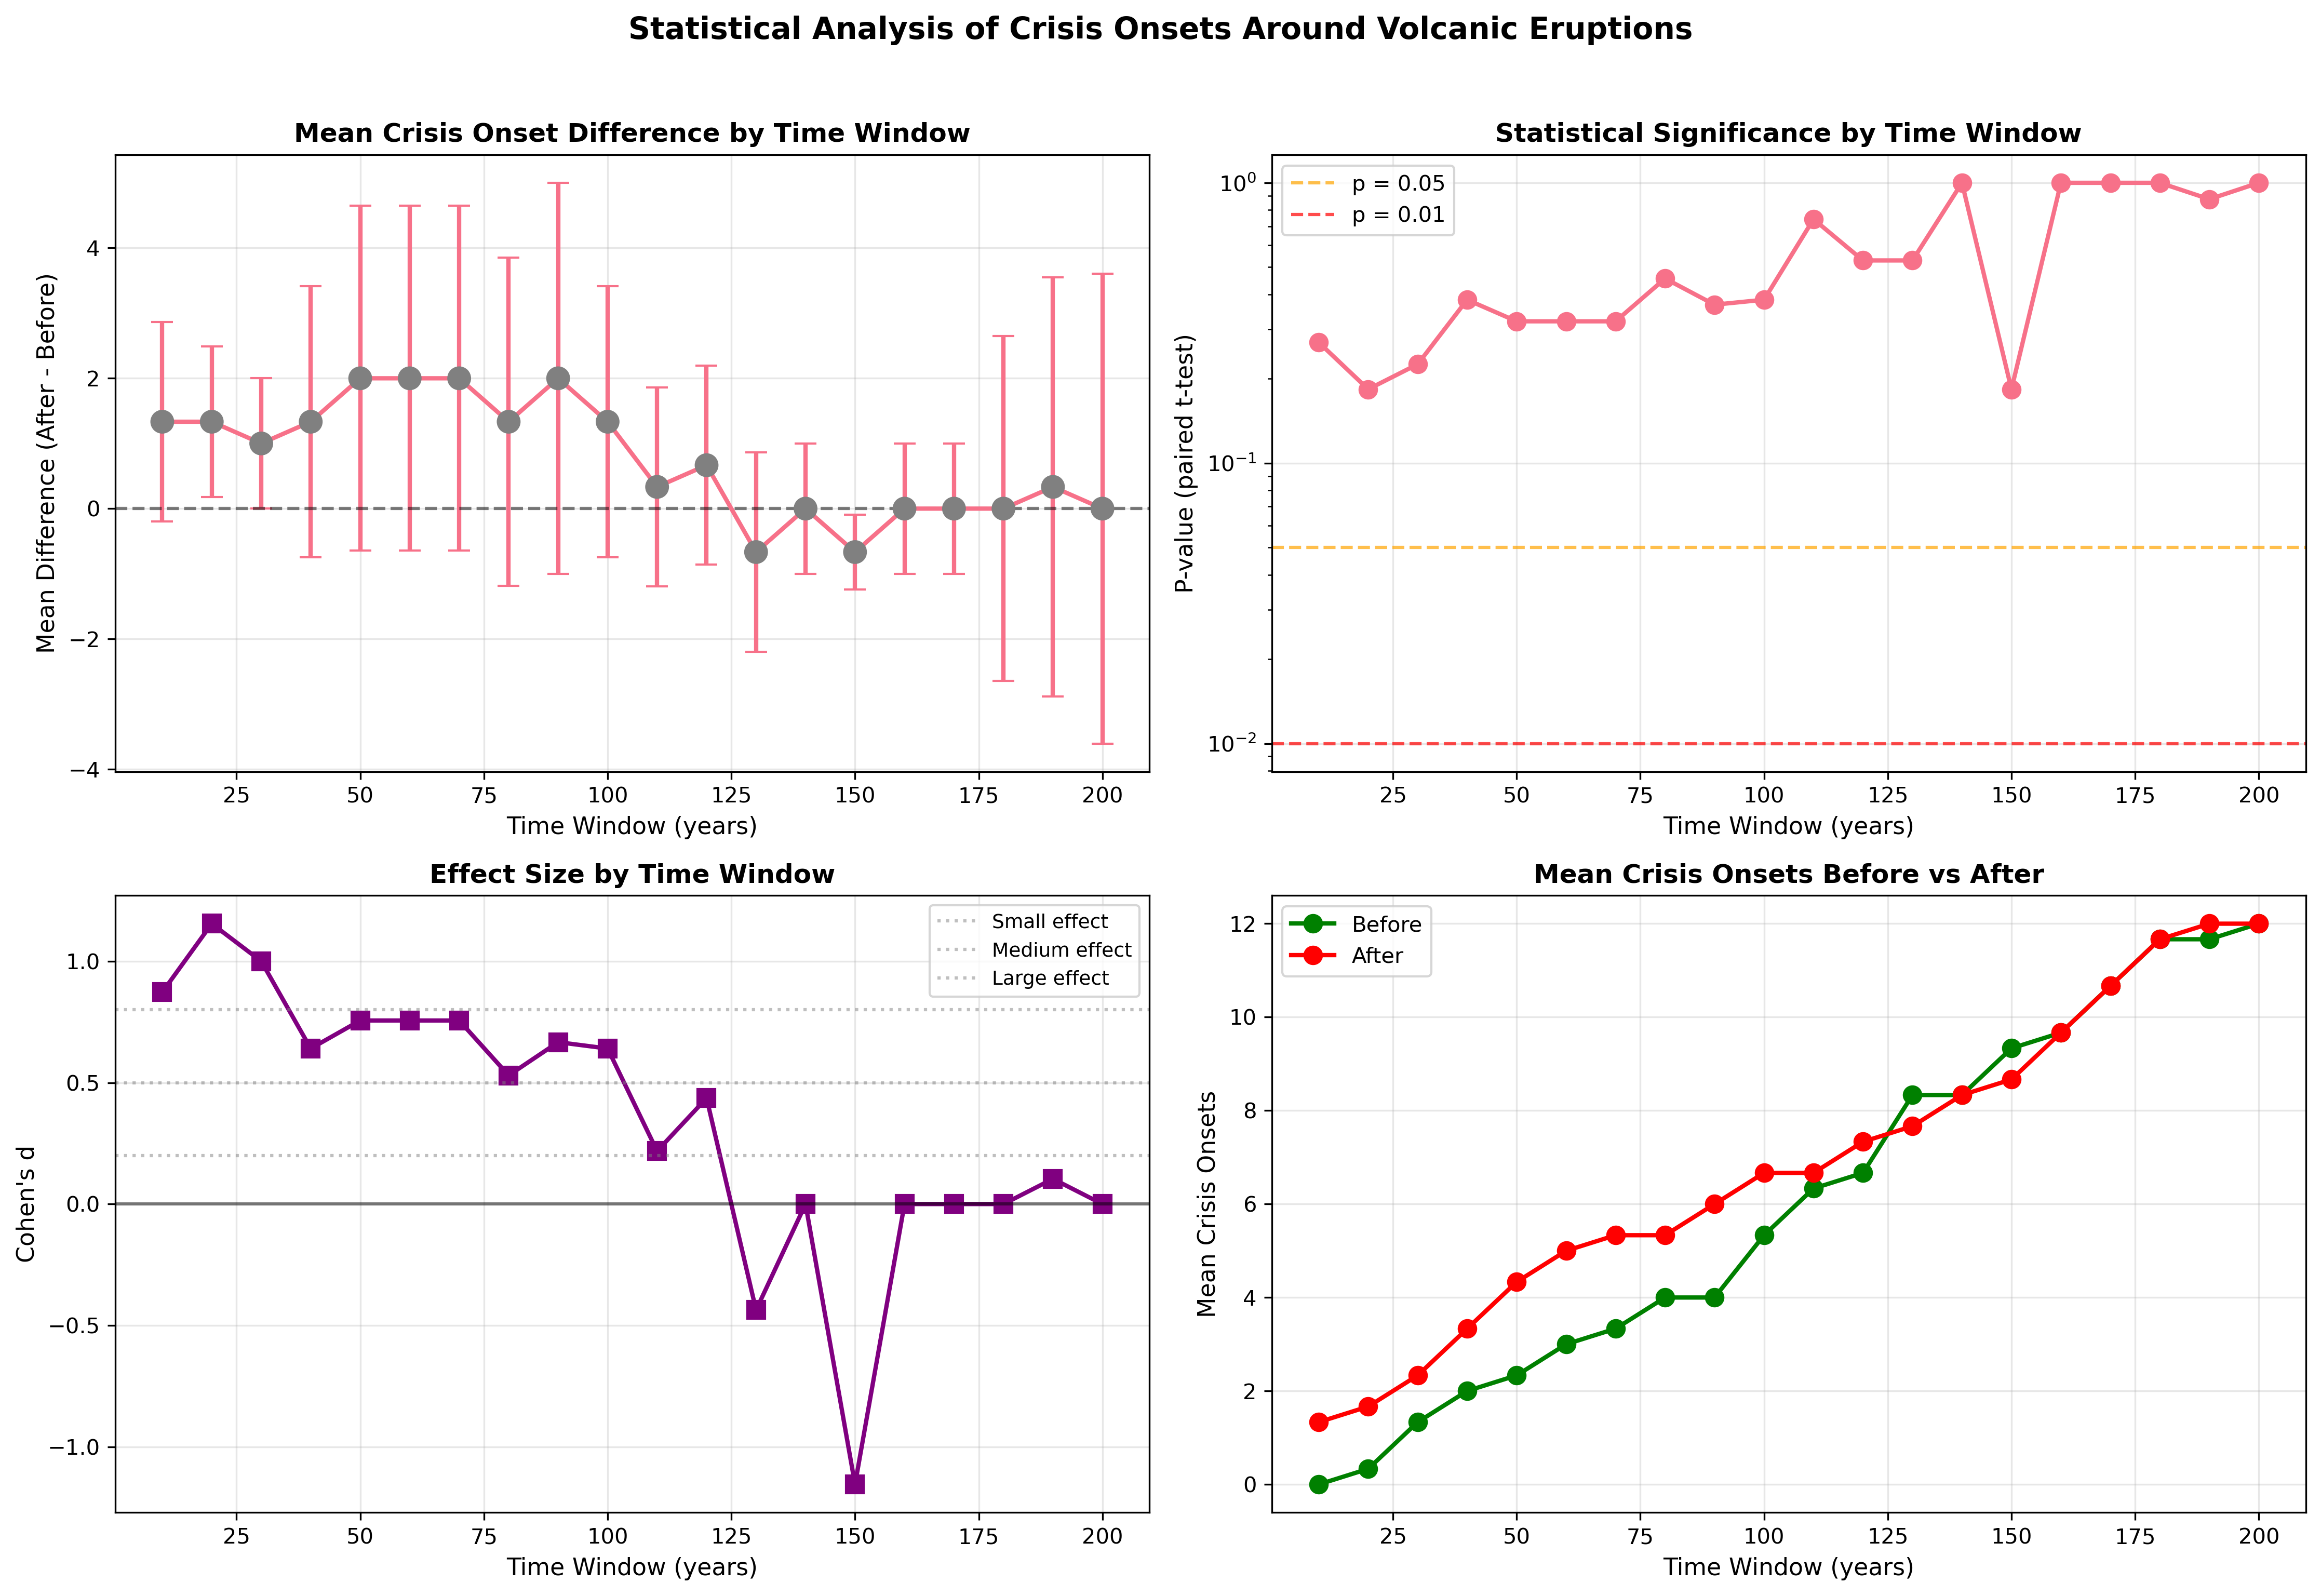 Statistical Analysis of Crisis Onsets Around Volcanic Eruptions
Mean Crisis Onset Difference by Time Window
Mean Difference (After - Before)
4
2
0
−2
−4
25 50 75 100 125 150 175 200
Time Window (years)
Statistical Significance by Time Window
p = 0.05
p = 0.01
P-value (paired t-test)
10⁰
10⁻¹
10⁻²
25 50 75 100 125 150 175 200
Time Window (years)
Effect Size by Time Window
Small effect
Medium effect
Large effect
Cohen's d
1.0
0.5
0.0
−0.5
−1.0
25 50 75 100 125 150 175 200
Time Window (years)
Mean Crisis Onsets Before vs After
Before
After
Mean Crisis Onsets
12
10
8
6
4
2
0
25 50 75 100 125 150 175 200
Time Window (years)